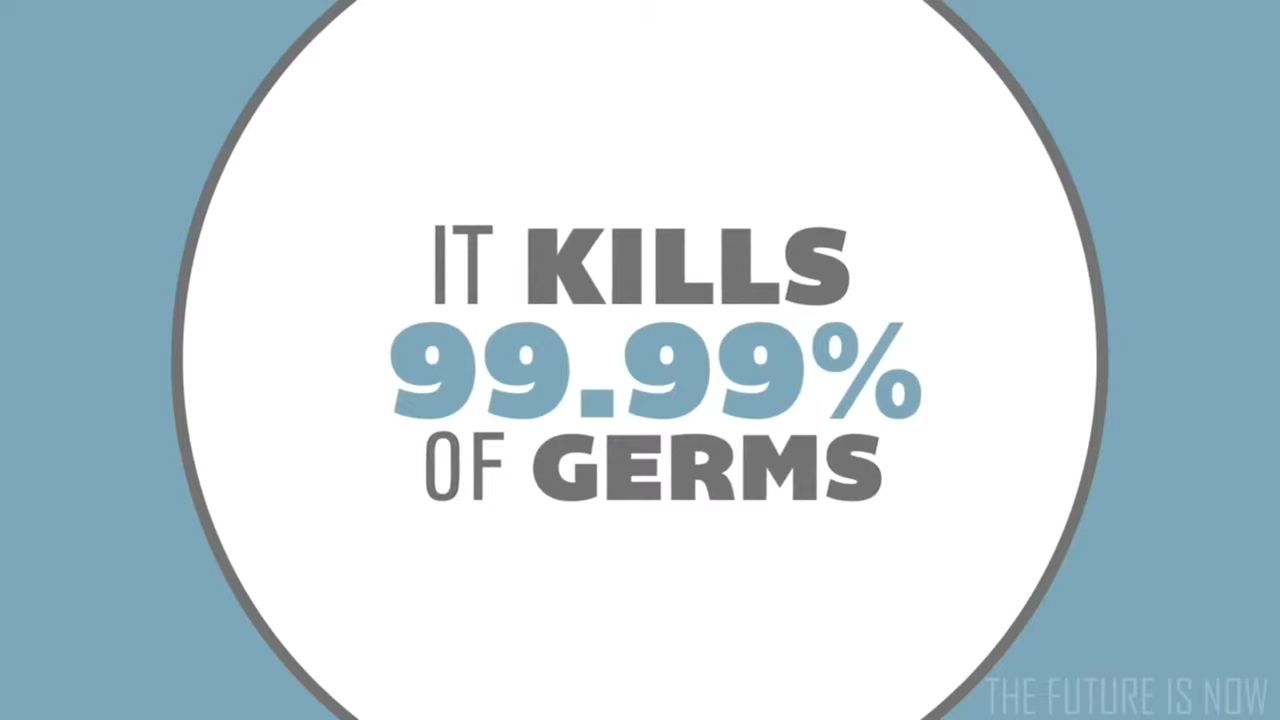 IT KILLS
99.99%
OF GERMS
THE FUTURE IS NOW